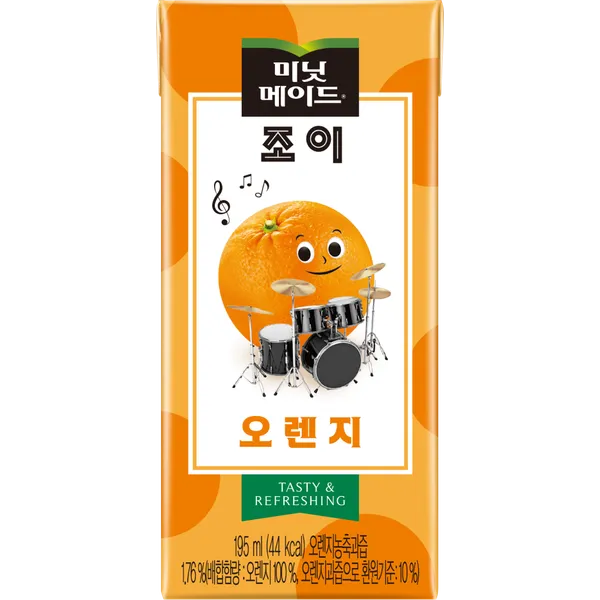 미닛
메이드®
죠이
오렌지
TASTY &
REFRESHING
195 ml (44 kcal) 오렌지농축과즙
1.76 %(배합함량 : 오렌지 100 %, 오렌지과즙으로 환원기준 : 10 %)